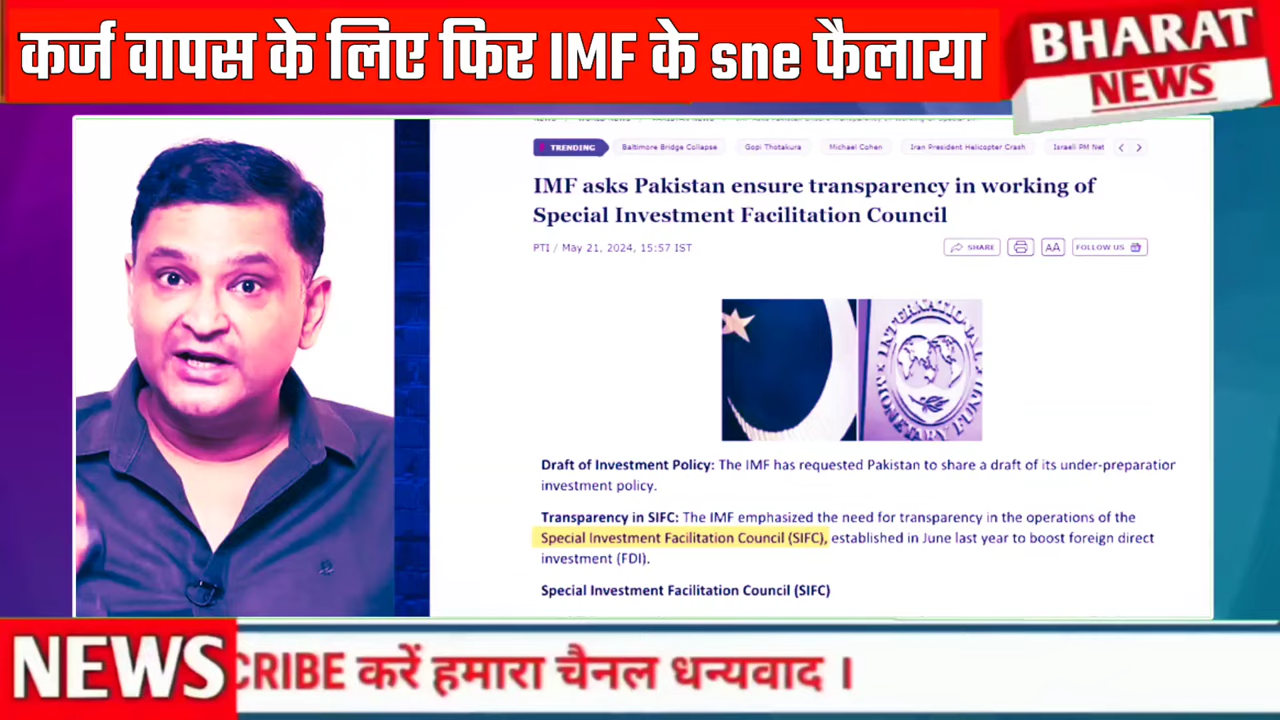 कर्ज वापस के लिए फिर IMF के sne फैलाया
BHARAT
NEWS
TRENDING
Baltimore Bridge Collapse
Gopi Thotakura
Michael Cohen
Iran President Helicopter Crash
Israeli PM Net
IMF asks Pakistan ensure transparency in working of
Special Investment Facilitation Council
PTI / May 21, 2024, 15:57 IST
SHARE
AA
FOLLOW US
INTERNATIONAL
MONETARY FUND
Draft of Investment Policy: The IMF has requested Pakistan to share a draft of its under-preparation
investment policy.
Transparency in SIFC: The IMF emphasized the need for transparency in the operations of the
Special Investment Facilitation Council (SIFC), established in June last year to boost foreign direct
investment (FDI).
Special Investment Facilitation Council (SIFC)
NEWS
CRIBE करें हमारा चैनल धन्यवाद ।